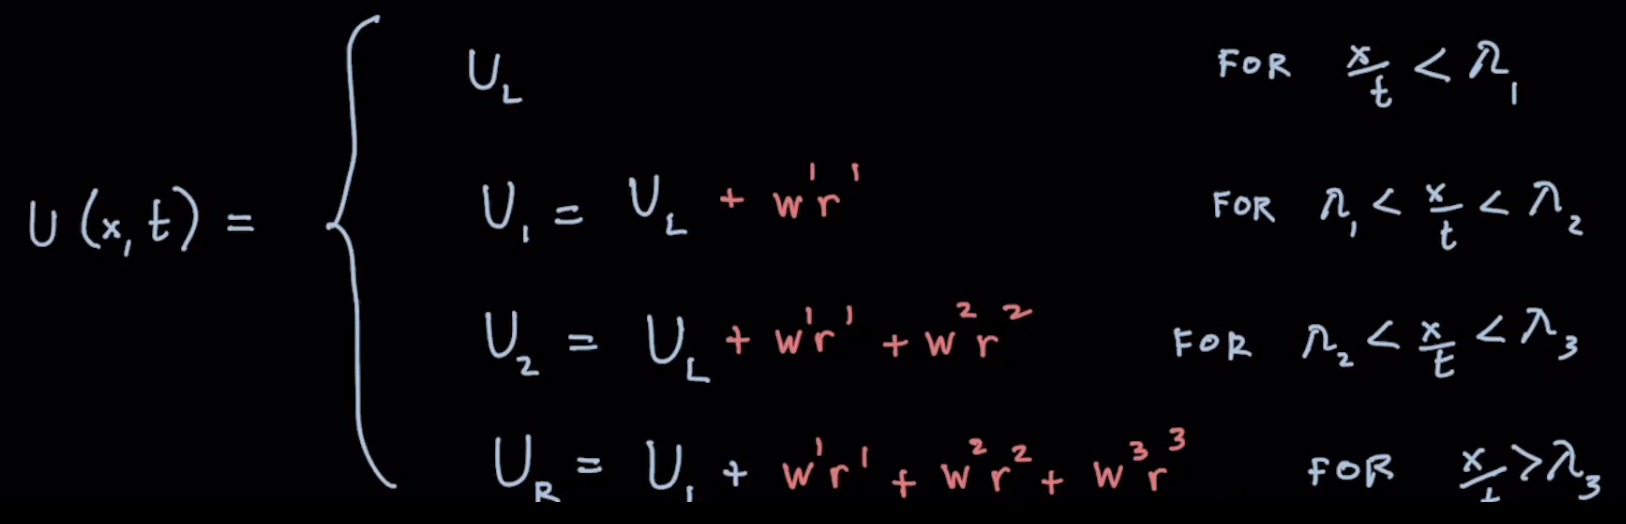 U_L FOR x/t < λ_1
U_1 = U_L + w^1 r^1 FOR λ_1 < x/t < λ_2
U(x,t) =
U_2 = U_L + w^1 r^1 + w^2 r^2 FOR λ_2 < x/t < λ_3
U_R = U_L + w^1 r^1 + w^2 r^2 + w^3 r^3 FOR x/t > λ_3